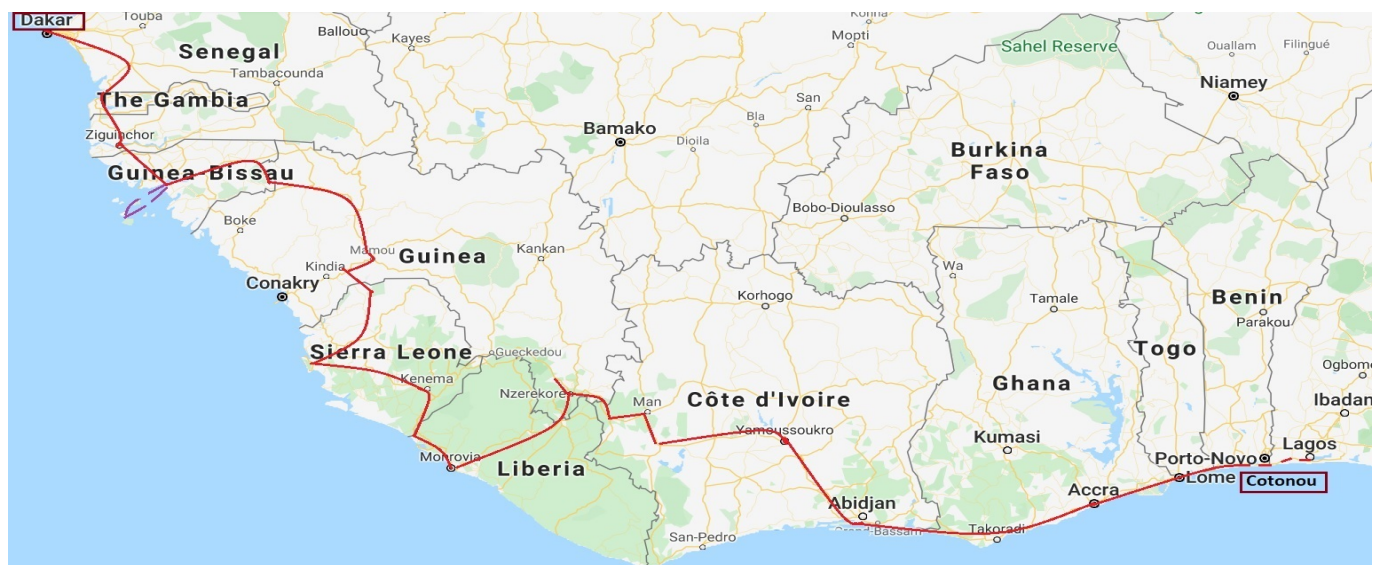 Dakar
Touba
Ballou
Kayes
Konna
Mopti
Sahel Reserve
Ouallam
Filingué
Senegal
Tambacounda
Niamey
The Gambia
San
Bla
Ziguinchor
Bamako
Dioila
Burkina
Faso
Guinea-Bissau
Boke
Bobo-Dioulasso
Mamou
Guinea
Kankan
Kindia
Conakry
Wa
Korhogo
Tamale
Benin
Parakou
Sierra Leone
Gueckedou
Togo
Kenema
Nzerekore
Man
Côte d'Ivoire
Ghana
Ogbomo
Ibadan
Yamoussoukro
Kumasi
Lagos
Monrovia
Liberia
Porto-Novo
Lome
Cotonou
Accra
Abidjan
Grand-Bassam
Takoradi
San-Pedro